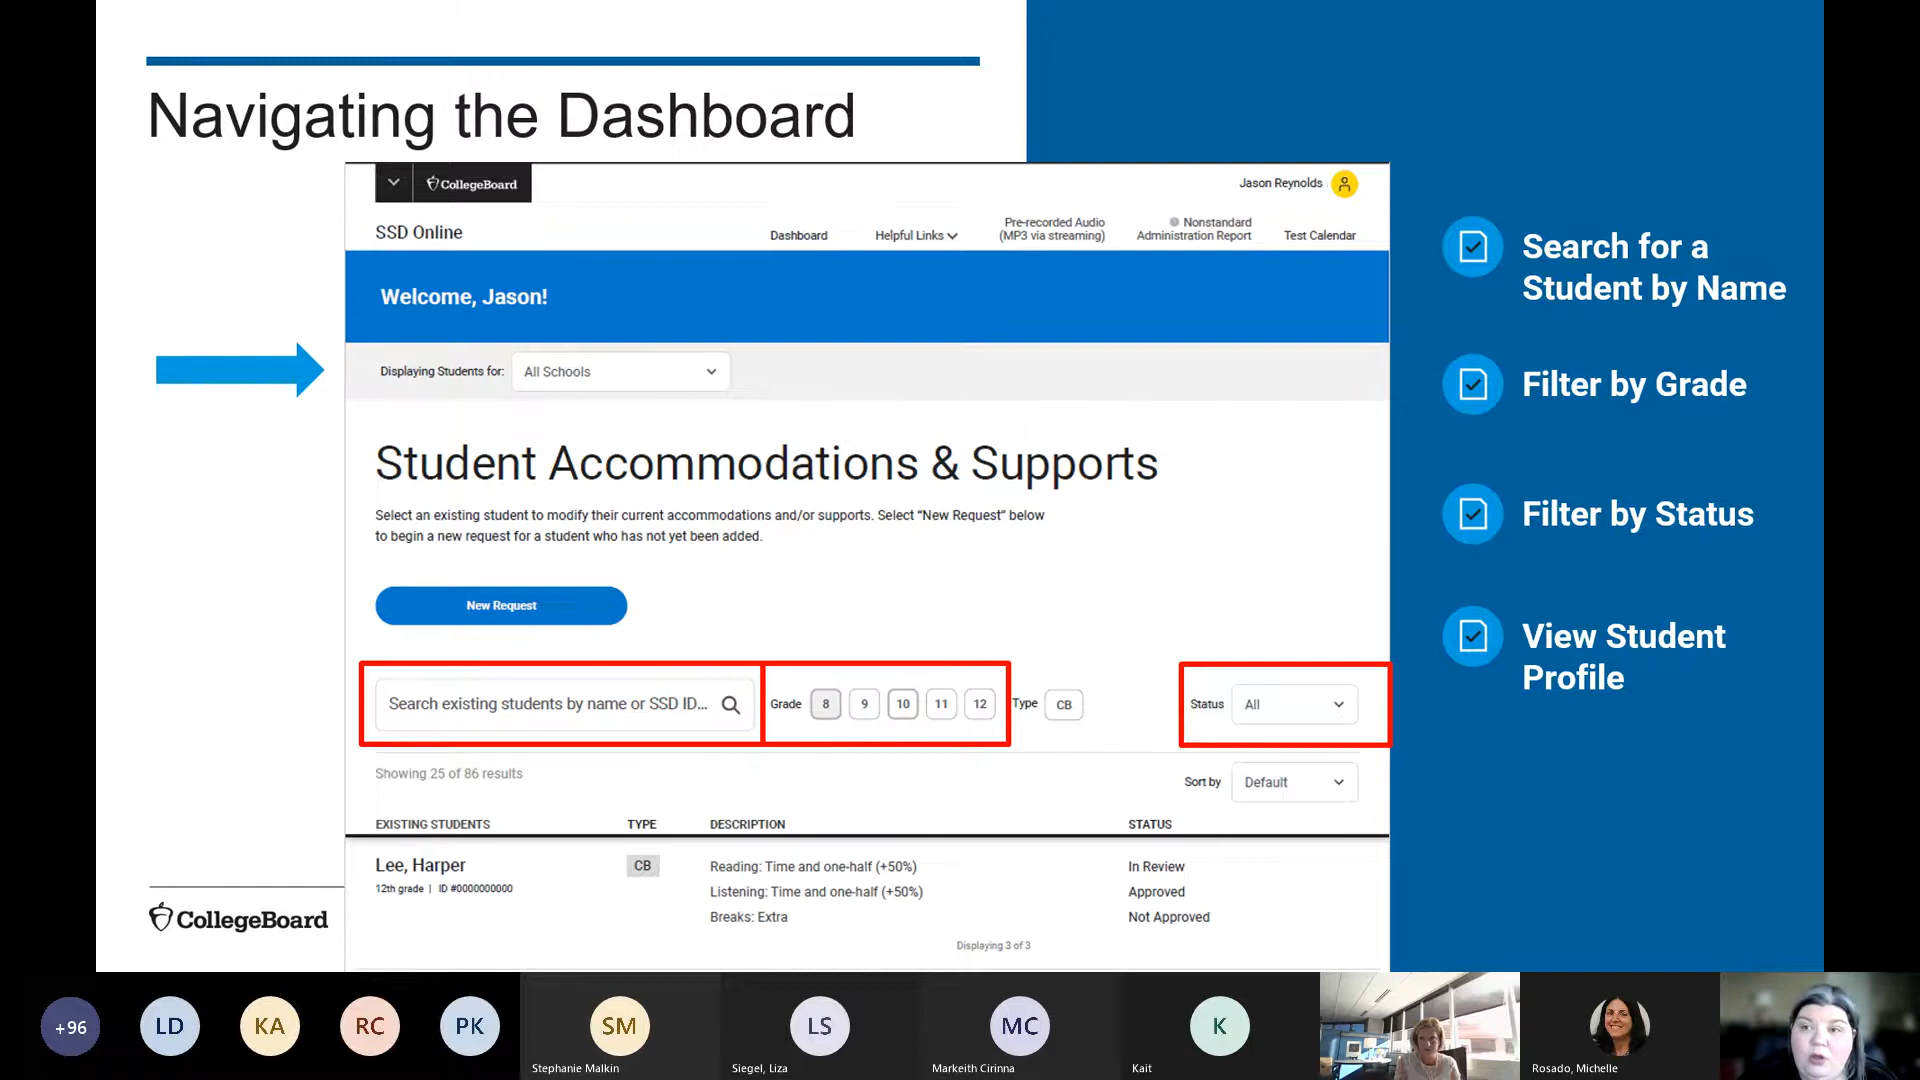 Navigating the Dashboard
CollegeBoard
Jason Reynolds
SSD Online
Dashboard
Helpful Links
Pre-recorded Audio
(MP3 via streaming)
Nonstandard
Administration Report
Test Calendar
Welcome, Jason!
Displaying Students for:
All Schools
Student Accommodations & Supports
Select an existing student to modify their current accommodations and/or supports. Select “New Request” below
to begin a new request for a student who has not yet been added.
New Request
Search existing students by name or SSD ID...
Grade 8 9 10 11 12
Type CB
Status All
Showing 25 of 86 results
Sort by Default
EXISTING STUDENTS TYPE DESCRIPTION STATUS
Lee, Harper CB Reading: Time and one-half (+50%) In Review
12th grade | ID #0000000000
Listening: Time and one-half (+50%) Approved
Breaks: Extra Not Approved
Displaying 3 of 3
Search for a
Student by Name
Filter by Grade
Filter by Status
View Student
Profile
CollegeBoard
+96
LD
KA
RC
PK
SM
Stephanie Malkin
LS
Siegel, Liza
MC
Markeith Cirinna
K
Kait
Rosado, Michelle